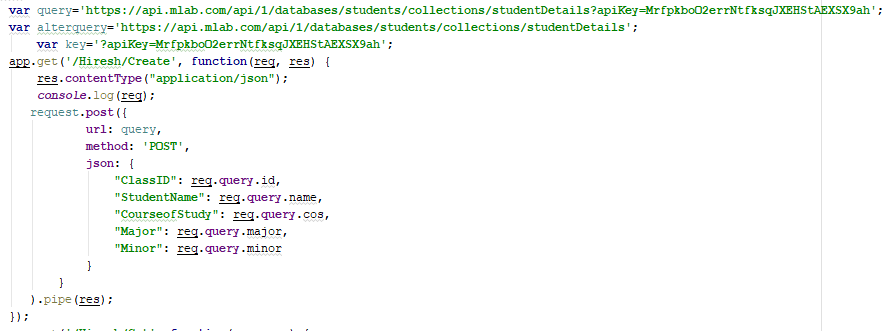 var query='https://api.mlab.com/api/1/databases/students/collections/studentDetails?apiKey=MrfpkboO2errNtfksqJXEHStAEXSX9ah';
var alterquery='https://api.mlab.com/api/1/databases/students/collections/studentDetails';
var key='?apiKey=MrfpkboO2errNtfksqJXEHStAEXSX9ah';
app.get('/Hiresh/Create', function(req, res) {
res.contentType("application/json");
console.log(req);
request.post({
url: query,
method: 'POST',
json: {
"ClassID": req.query.id,
"StudentName": req.query.name,
"CourseofStudy": req.query.cos,
"Major": req.query.major,
"Minor": req.query.minor
}
}
).pipe(res);
});